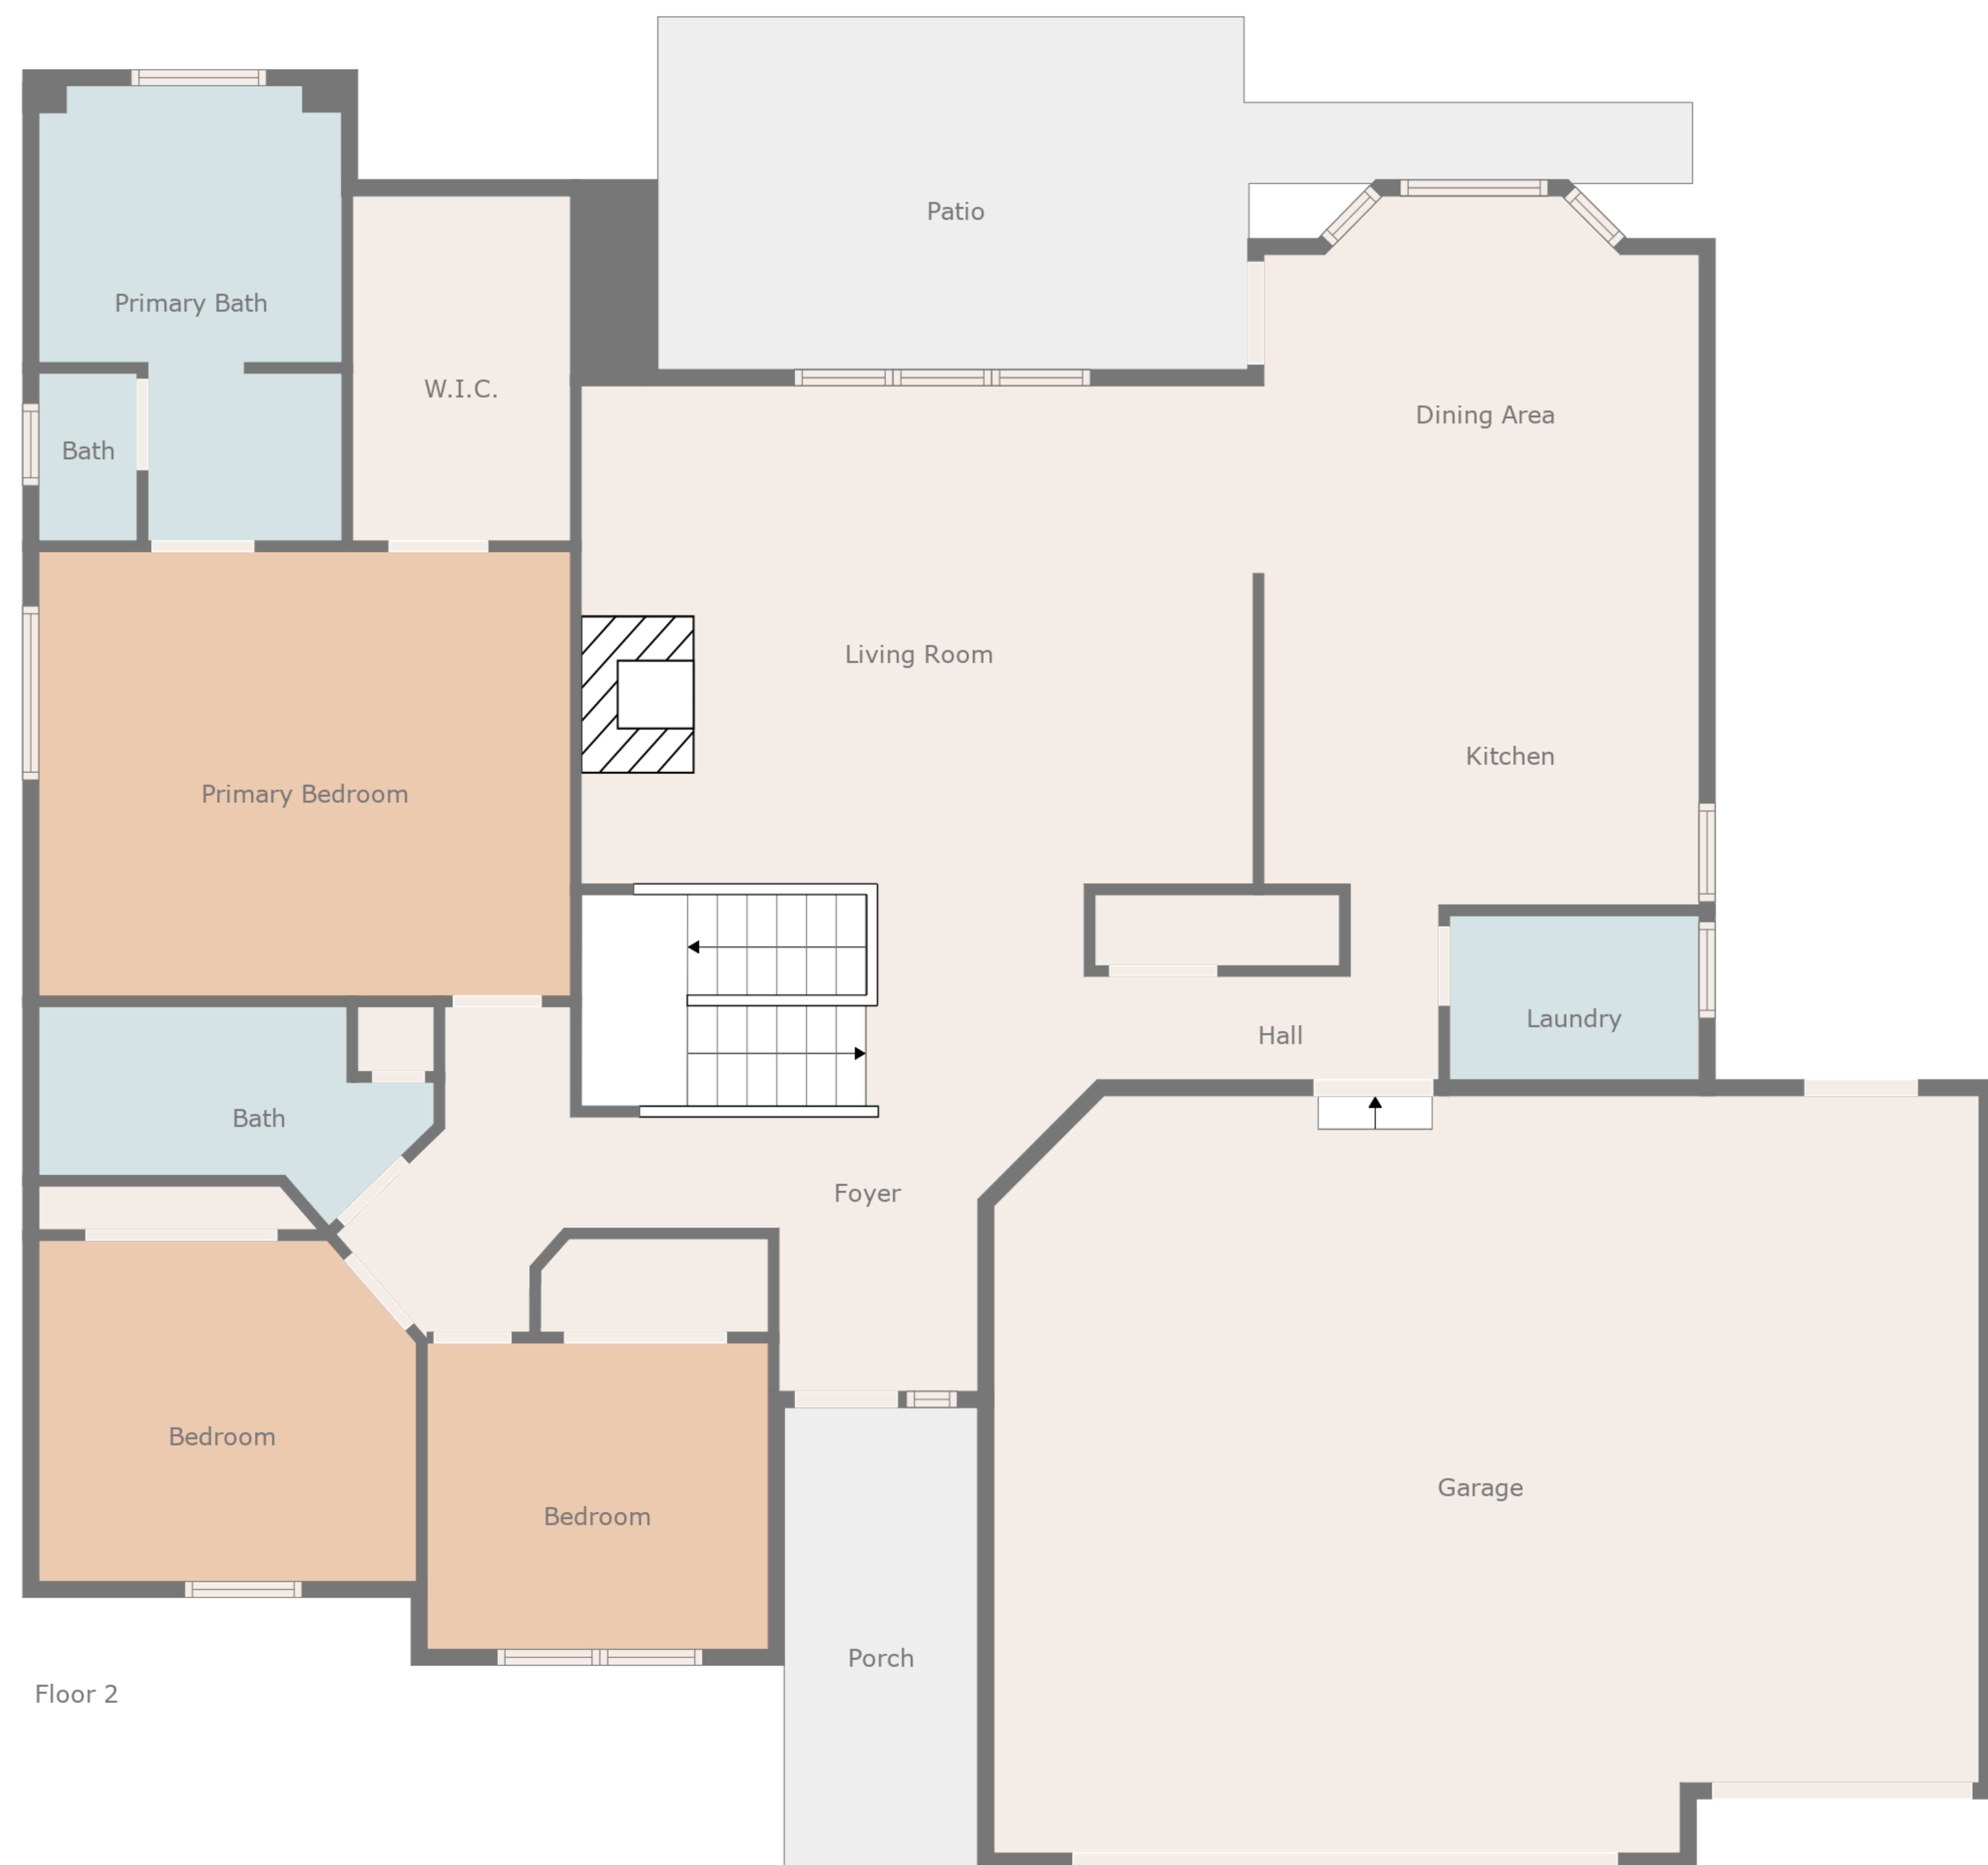 Patio
Primary Bath
W.I.C.
Dining Area
Bath
Living Room
Kitchen
Primary Bedroom
Laundry
Hall
Bath
Foyer
Bedroom
Garage
Bedroom
Porch
Floor 2